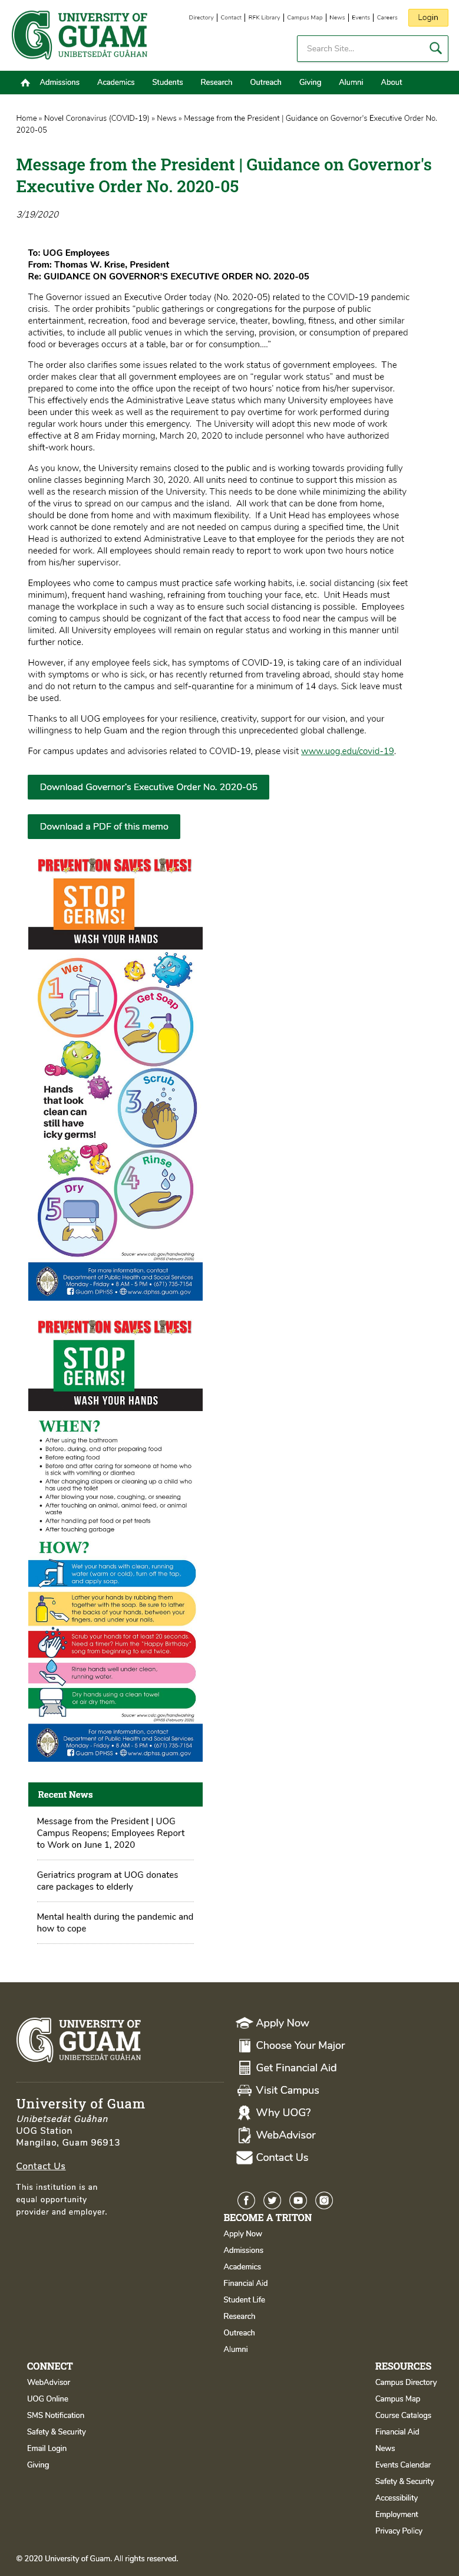 UNIVERSITY OF
GUAM
UNIBETSEDÅT GUÅHAN
Directory | Contact | RFK Library | Campus Map | News | Events | Careers
Login
Search Site...
Admissions Academics Students Research Outreach Giving Alumni About
Home » Novel Coronavirus (COVID-19) » News » Message from the President | Guidance on Governor's Executive Order No.
2020-05
Message from the President | Guidance on Governor's
Executive Order No. 2020-05
3/19/2020
To: UOG Employees
From: Thomas W. Krise, President
Re: GUIDANCE ON GOVERNOR'S EXECUTIVE ORDER NO. 2020-05
The Governor issued an Executive Order today (No. 2020-05) related to the COVID-19 pandemic
crisis. The order prohibits “public gatherings or congregations for the purpose of public
entertainment, recreation, food and beverage service, theater, bowling, fitness, and other similar
activities, to include all public venues in which the serving, provision, or consumption of prepared
food or beverages occurs at a table, bar or for consumption....”
The order also clarifies some issues related to the work status of government employees. The
order makes clear that all government employees are on “regular work status” and must be
prepared to come into the office upon the receipt of two hours’ notice from his/her supervisor.
This effectively ends the Administrative Leave status which many University employees have
been under this week as well as the requirement to pay overtime for work performed during
regular work hours within this emergency. The University will adopt this new mode of work
effective at 8 am Friday morning, March 20, 2020 to include personnel who have authorized
shift-work hours.
As you know, the University remains closed to the public and is working towards providing fully
online classes beginning March 30, 2020. All units need to continue to support this mission as
well as the research mission of the University. This needs to be done while minimizing the ability
of the virus to spread on our campus and the island. All work that can be done from home,
should be done from home and with maximum flexibility. If a Unit Head has employees whose
work cannot be done remotely and are not needed on campus during a specified time, the Unit
Head is authorized to extend Administrative Leave to that employee for the periods they are not
needed for work. All employees should remain ready to report to work upon two hours notice
from his/her supervisor.
Employees who come to campus must practice safe working habits, i.e. social distancing (six feet
minimum), frequent hand washing, refraining from touching your face, etc. Unit Heads must
manage the workplace in such a way as to ensure social distancing is possible. Employees
coming to campus should be cognizant of the fact that access to food near the campus will be
limited. All University employees will remain on regular status and working in this manner until
further notice.
However, if any employee feels sick, has symptoms of COVID-19, is taking care of an individual
with symptoms or who is sick, or has recently returned from traveling abroad, should stay home
and do not return to the campus and self-quarantine for a minimum of 14 days. Sick leave must
be used.
Thanks to all UOG employees for your resilience, creativity, support for our vision, and your
willingness to help Guam and the region through this unprecedented global challenge.
For campus updates and advisories related to COVID-19, please visit www.uog.edu/covid-19.
Download Governor's Executive Order No. 2020-05
Download a PDF of this memo
PREVENTION SAVES LIVES!
STOP
GERMS!
WASH YOUR HANDS
Wet
Get Soap
Hands
that look
clean can
still have
icky germs!
Scrub
Rinse
Dry
Source: www.cdc.gov/handwashing
For more information, contact
Department of Public Health and Social Services
Monday - Friday • 8 AM - 5 PM • (671) 735-7154
Guam DPHSS • www.dphss.guam.gov
PREVENTION SAVES LIVES!
STOP
GERMS!
WASH YOUR HANDS
WHEN?
• After using the bathroom
• Before, during, and after preparing food
• Before eating food
• Before and after caring for someone at home who
is sick with vomiting or diarrhea
• After changing diapers or cleaning up a child who
has used the toilet
• After blowing your nose, coughing, or sneezing
• After touching an animal, animal feed, or animal
waste
• After handling pet food or pet treats
• After touching garbage
HOW?
Wet your hands with clean, running
water (warm or cold), turn off the tap,
and apply soap.
Lather your hands by rubbing them
together with the soap. Be sure to lather
the backs of your hands, between your
fingers, and under your nails.
Scrub your hands for at least 20 seconds.
Need a timer? Hum the “Happy Birthday”
song from beginning to end twice.
Rinse hands well under clean,
running water.
Dry hands using a clean towel
or air dry them.
Source: www.cdc.gov/handwashing
For more information, contact
Department of Public Health and Social Services
Monday - Friday • 8 AM - 5 PM • (671) 735-7154
Guam DPHSS • www.dphss.guam.gov
Recent News
Message from the President | UOG
Campus Reopens; Employees Report
to Work on June 1, 2020
Geriatrics program at UOG donates
care packages to elderly
Mental health during the pandemic and
how to cope
UNIVERSITY OF
GUAM
UNIBETSEDÅT GUÅHAN
University of Guam
Unibetsedåt Guåhan
UOG Station
Mangilao, Guam 96913
Contact Us
This institution is an
equal opportunity
provider and employer.
Apply Now
Choose Your Major
Get Financial Aid
Visit Campus
Why UOG?
WebAdvisor
Contact Us
BECOME A TRITON
Apply Now
Admissions
Academics
Financial Aid
Student Life
Research
Outreach
Alumni
CONNECT
WebAdvisor
UOG Online
SMS Notification
Safety & Security
Email Login
Giving
RESOURCES
Campus Directory
Campus Map
Course Catalogs
Financial Aid
News
Events Calendar
Safety & Security
Accessibility
Employment
Privacy Policy
© 2020 University of Guam. All rights reserved.